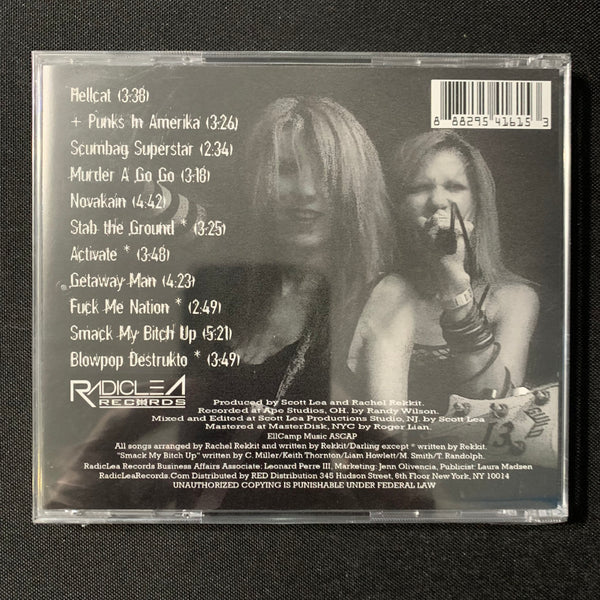 Hellcat (3:38)
+ Punks In Amerika (3:26)
Scumbag Superstar (2:34)
Murder A Go Go (3:18)
Novakain (4:42)
Stab the Ground * (3:25)
Activate * (3:48)
Getaway Man (4:23)
Fuck Me Nation * (2:49)
Smack My Bitch Up (5:21)
Blowpop Destrukto * (3:49)
8 88295 41615 3
RADICLEA
RECORDS
Produced by Scott Lea and Rachel Rekkit.
Recorded at Ape Studios, OH. by Randy Wilson.
Mixed and Edited at Scott Lea Productions Studio, NJ. by Scott Lea
Mastered at MasterDisk, NYC by Roger Lian.
EllCamp Music ASCAP
All songs arranged by Rachel Rekkit and written by Rekkit/Darling except * written by Rekkit.
"Smack My Bitch Up" written by C. Miller/Keith Thornton/Liam Howlett/M. Smith/T. Randolph.
RadicLea Records Business Affairs Associate: Leonard Perre III, Marketing: Jenn Olivencia, Publicist: Laura Madzen
RadicLeaRecords.Com Distributed by RED Distribution 345 Hudson Street, 6th Floor New York, NY 10014
UNAUTHORIZED COPYING IS PUNISHABLE UNDER FEDERAL LAW
13